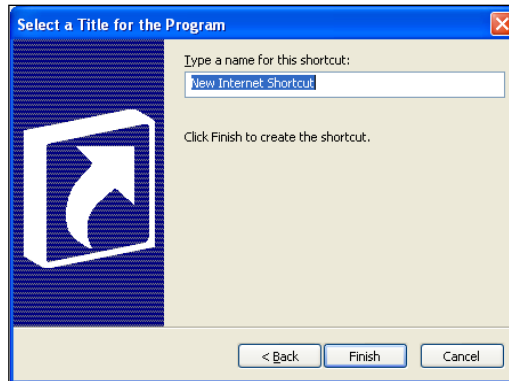 Select a Title for the Program
Type a name for this shortcut:
New Internet Shortcut
Click Finish to create the shortcut.
< Back
Finish
Cancel